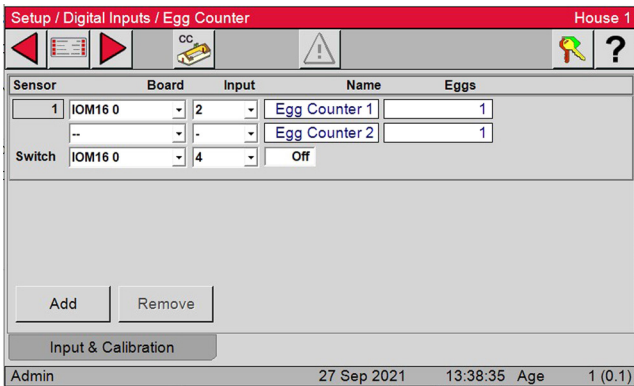 Setup / Digital Inputs / Egg Counter House 1
CC
?
Sensor Board Input Name Eggs
1 IOM16 0 2 Egg Counter 1 1
-- - Egg Counter 2 1
Switch IOM16 0 4 Off
Add Remove
Input & Calibration
Admin 27 Sep 2021 13:38:35 Age 1 (0.1)